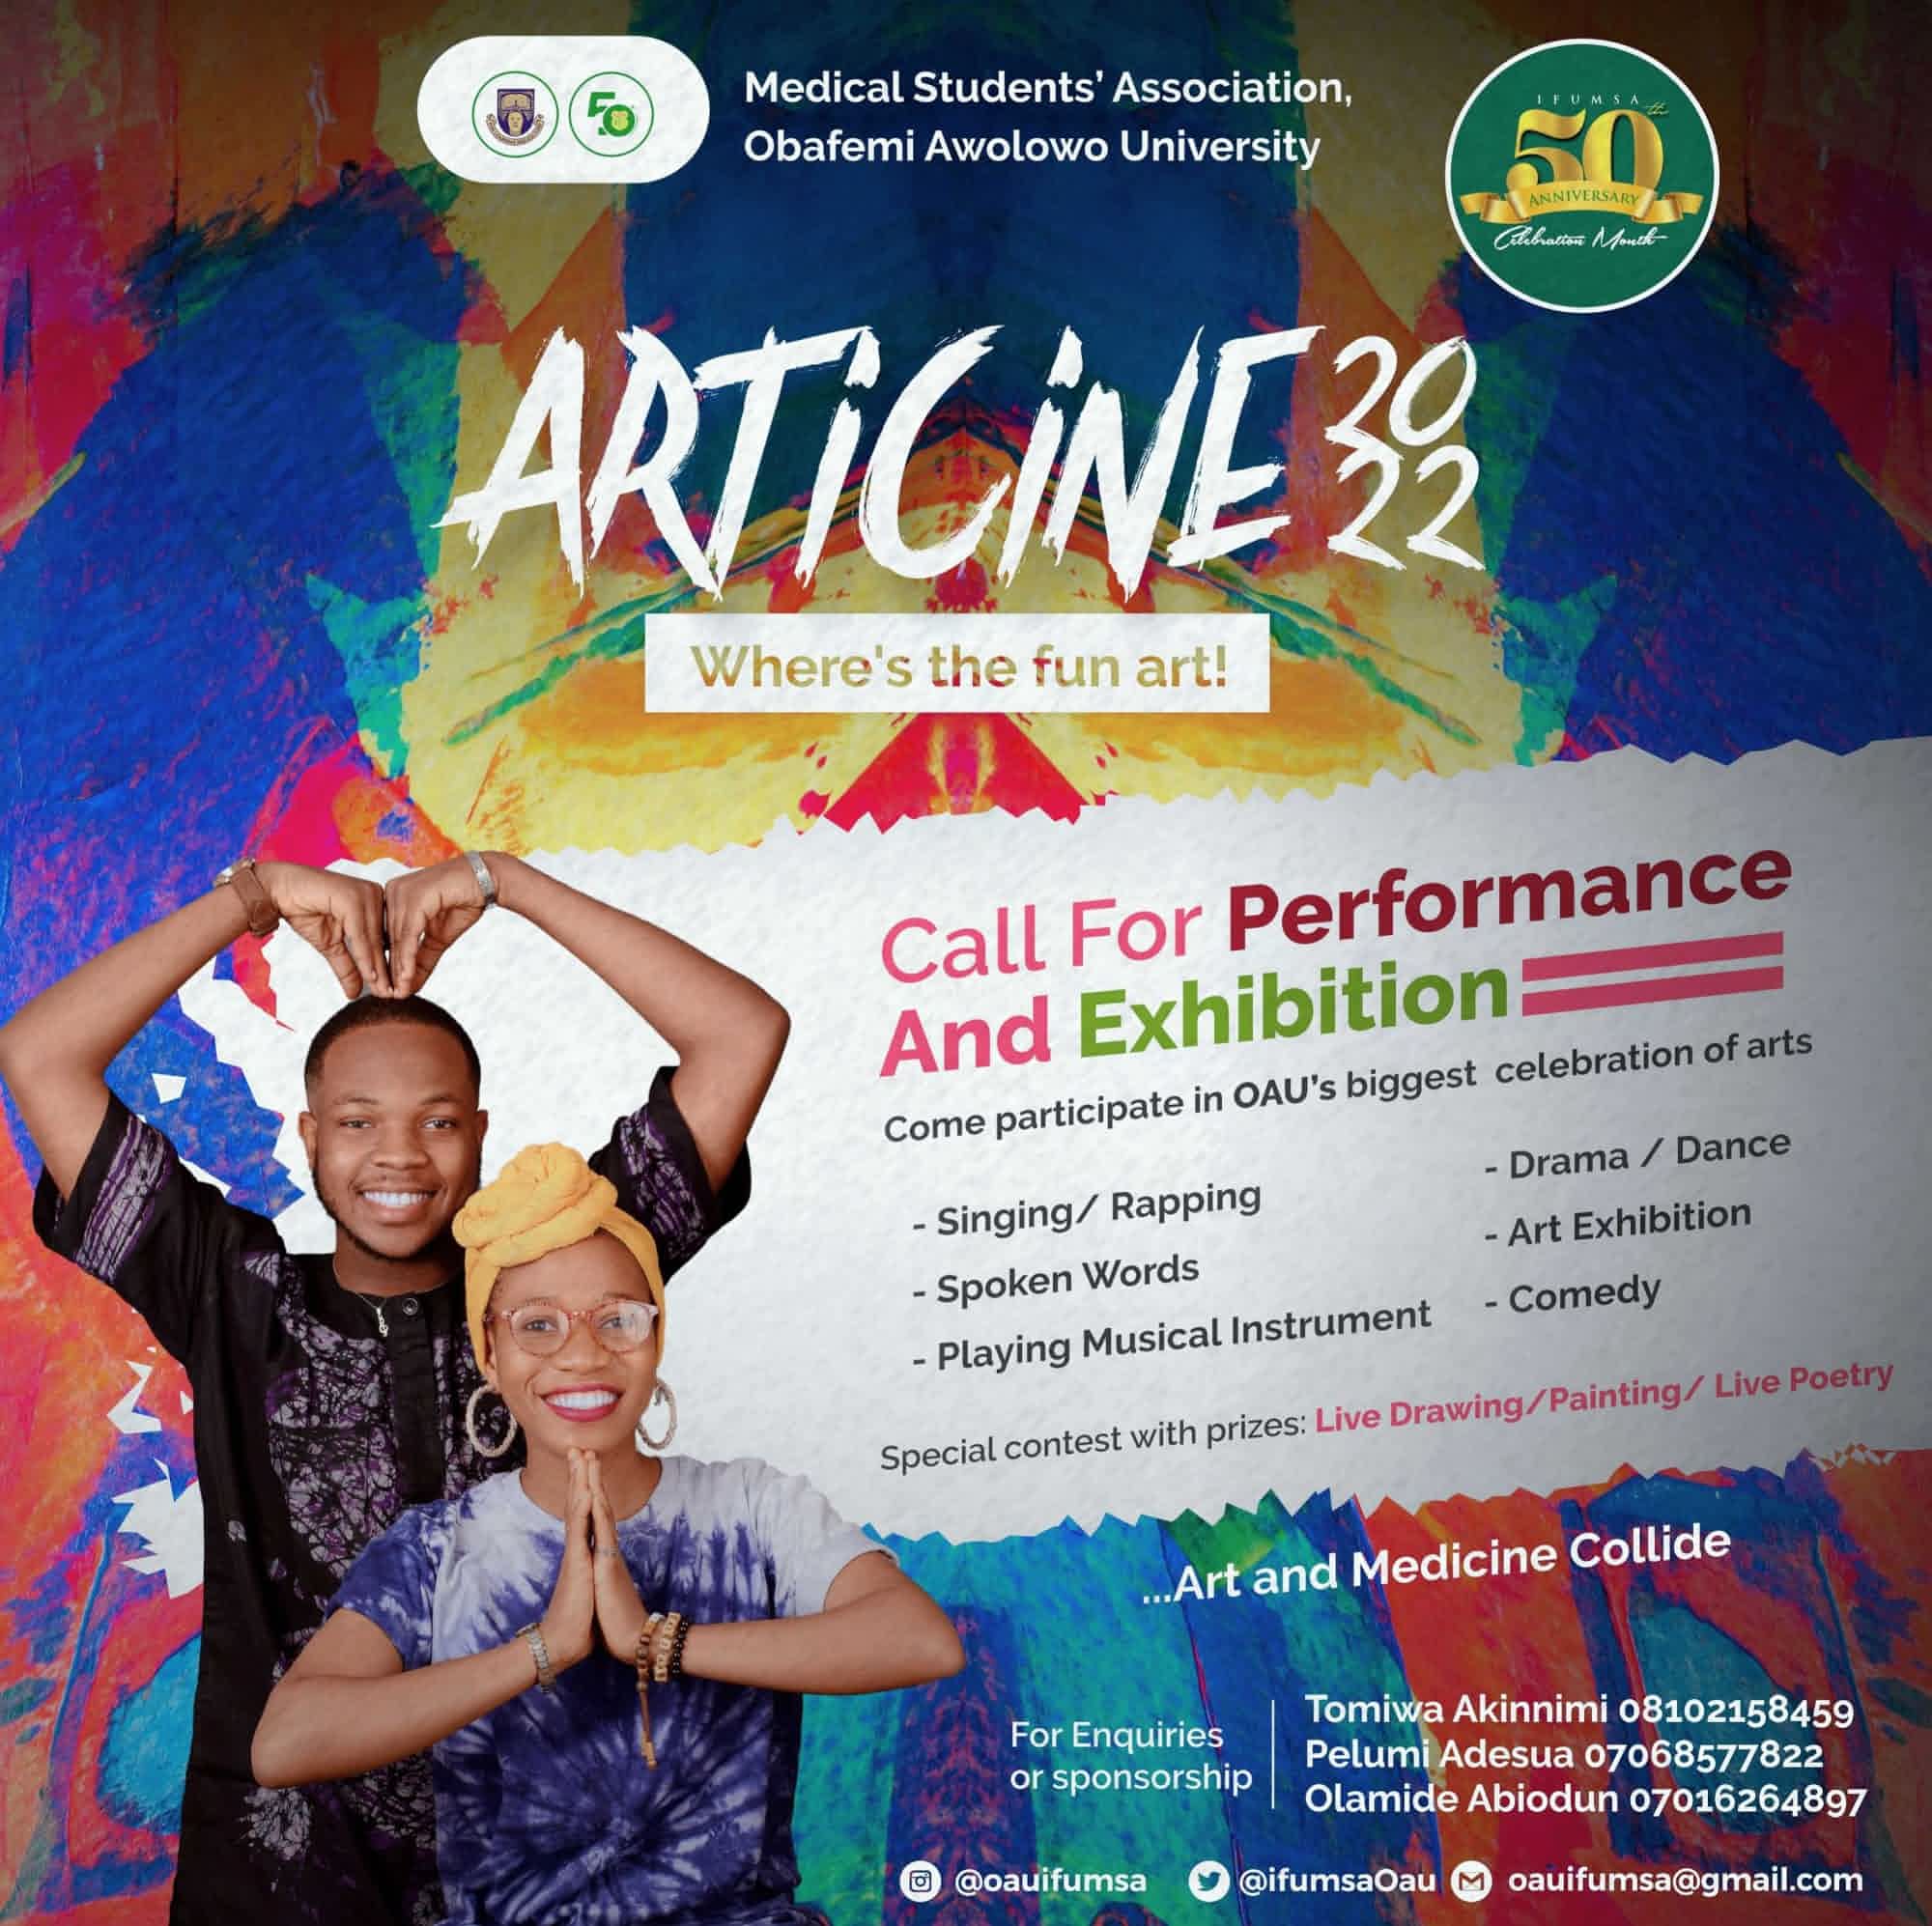 Medical Students' Association,
Obafemi Awolowo University
IFUMSA
50th
ANNIVERSARY
Celebration Month
50
ARTiCiNE 20
22
Where's the fun art!
Call For Performance
And Exhibition
Come participate in OAU's biggest celebration of arts
- Singing/ Rapping
- Spoken Words
- Playing Musical Instrument
- Drama / Dance
- Art Exhibition
- Comedy
Special contest with prizes: Live Drawing/Painting/ Live Poetry
...Art and Medicine Collide
For Enquiries
or sponsorship
Tomiwa Akinnimi 08102158459
Pelumi Adesua 07068577822
Olamide Abiodun 07016264897
@oauifumsa @ifumsaOau oauifumsa@gmail.com